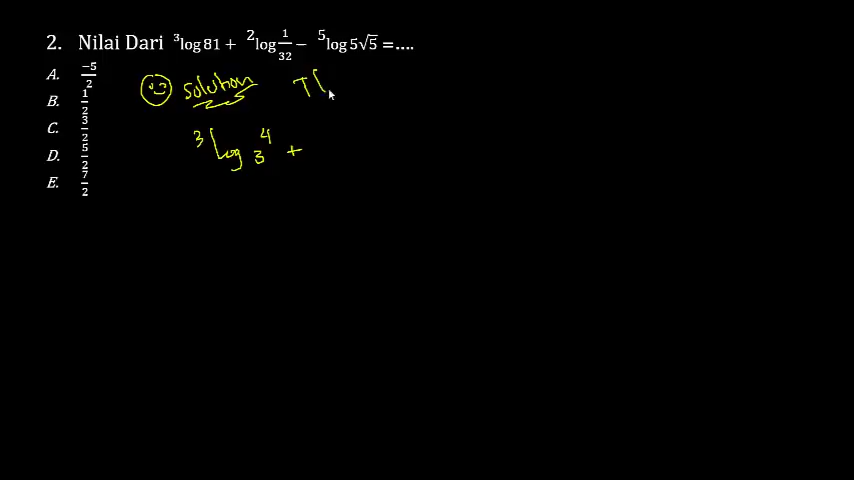 2. Nilai Dari ³log 81 + ²log 1/32 − ⁵log 5√5 = ....
A. −5/2
B. 1/2
C. 3/2
D. 5/2
E. 7/2
solution
³log 3⁴ +